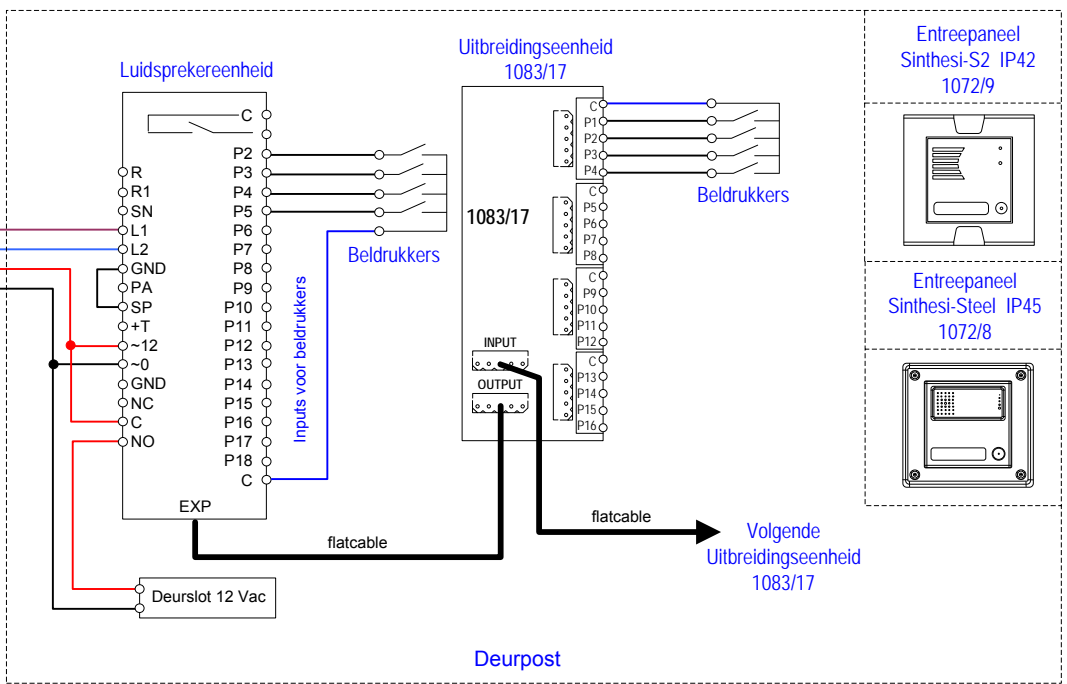 Luidsprekereenheid
C
P2
P3
P4
P5
P6
P7
P8
P9
P10
P11
P12
P13
P14
P15
P16
P17
P18
C
R
R1
SN
L1
L2
GND
PA
SP
+T
~12
~0
GND
NC
C
NO
EXP
Beldrukkers
Inputs voor beldrukkers
flatcable
Deurslot 12 Vac
Uitbreidingseenheid
1083/17
1083/17
C
P1
P2
P3
P4
C
P5
P6
P7
P8
C
P9
P10
P11
P12
C
P13
P14
P15
P16
INPUT
OUTPUT
Beldrukkers
flatcable
Volgende
Uitbreidingseenheid
1083/17
Entreepaneel
Sinthesi-S2 IP42
1072/9
Entreepaneel
Sinthesi-Steel IP45
1072/8
Deurpost